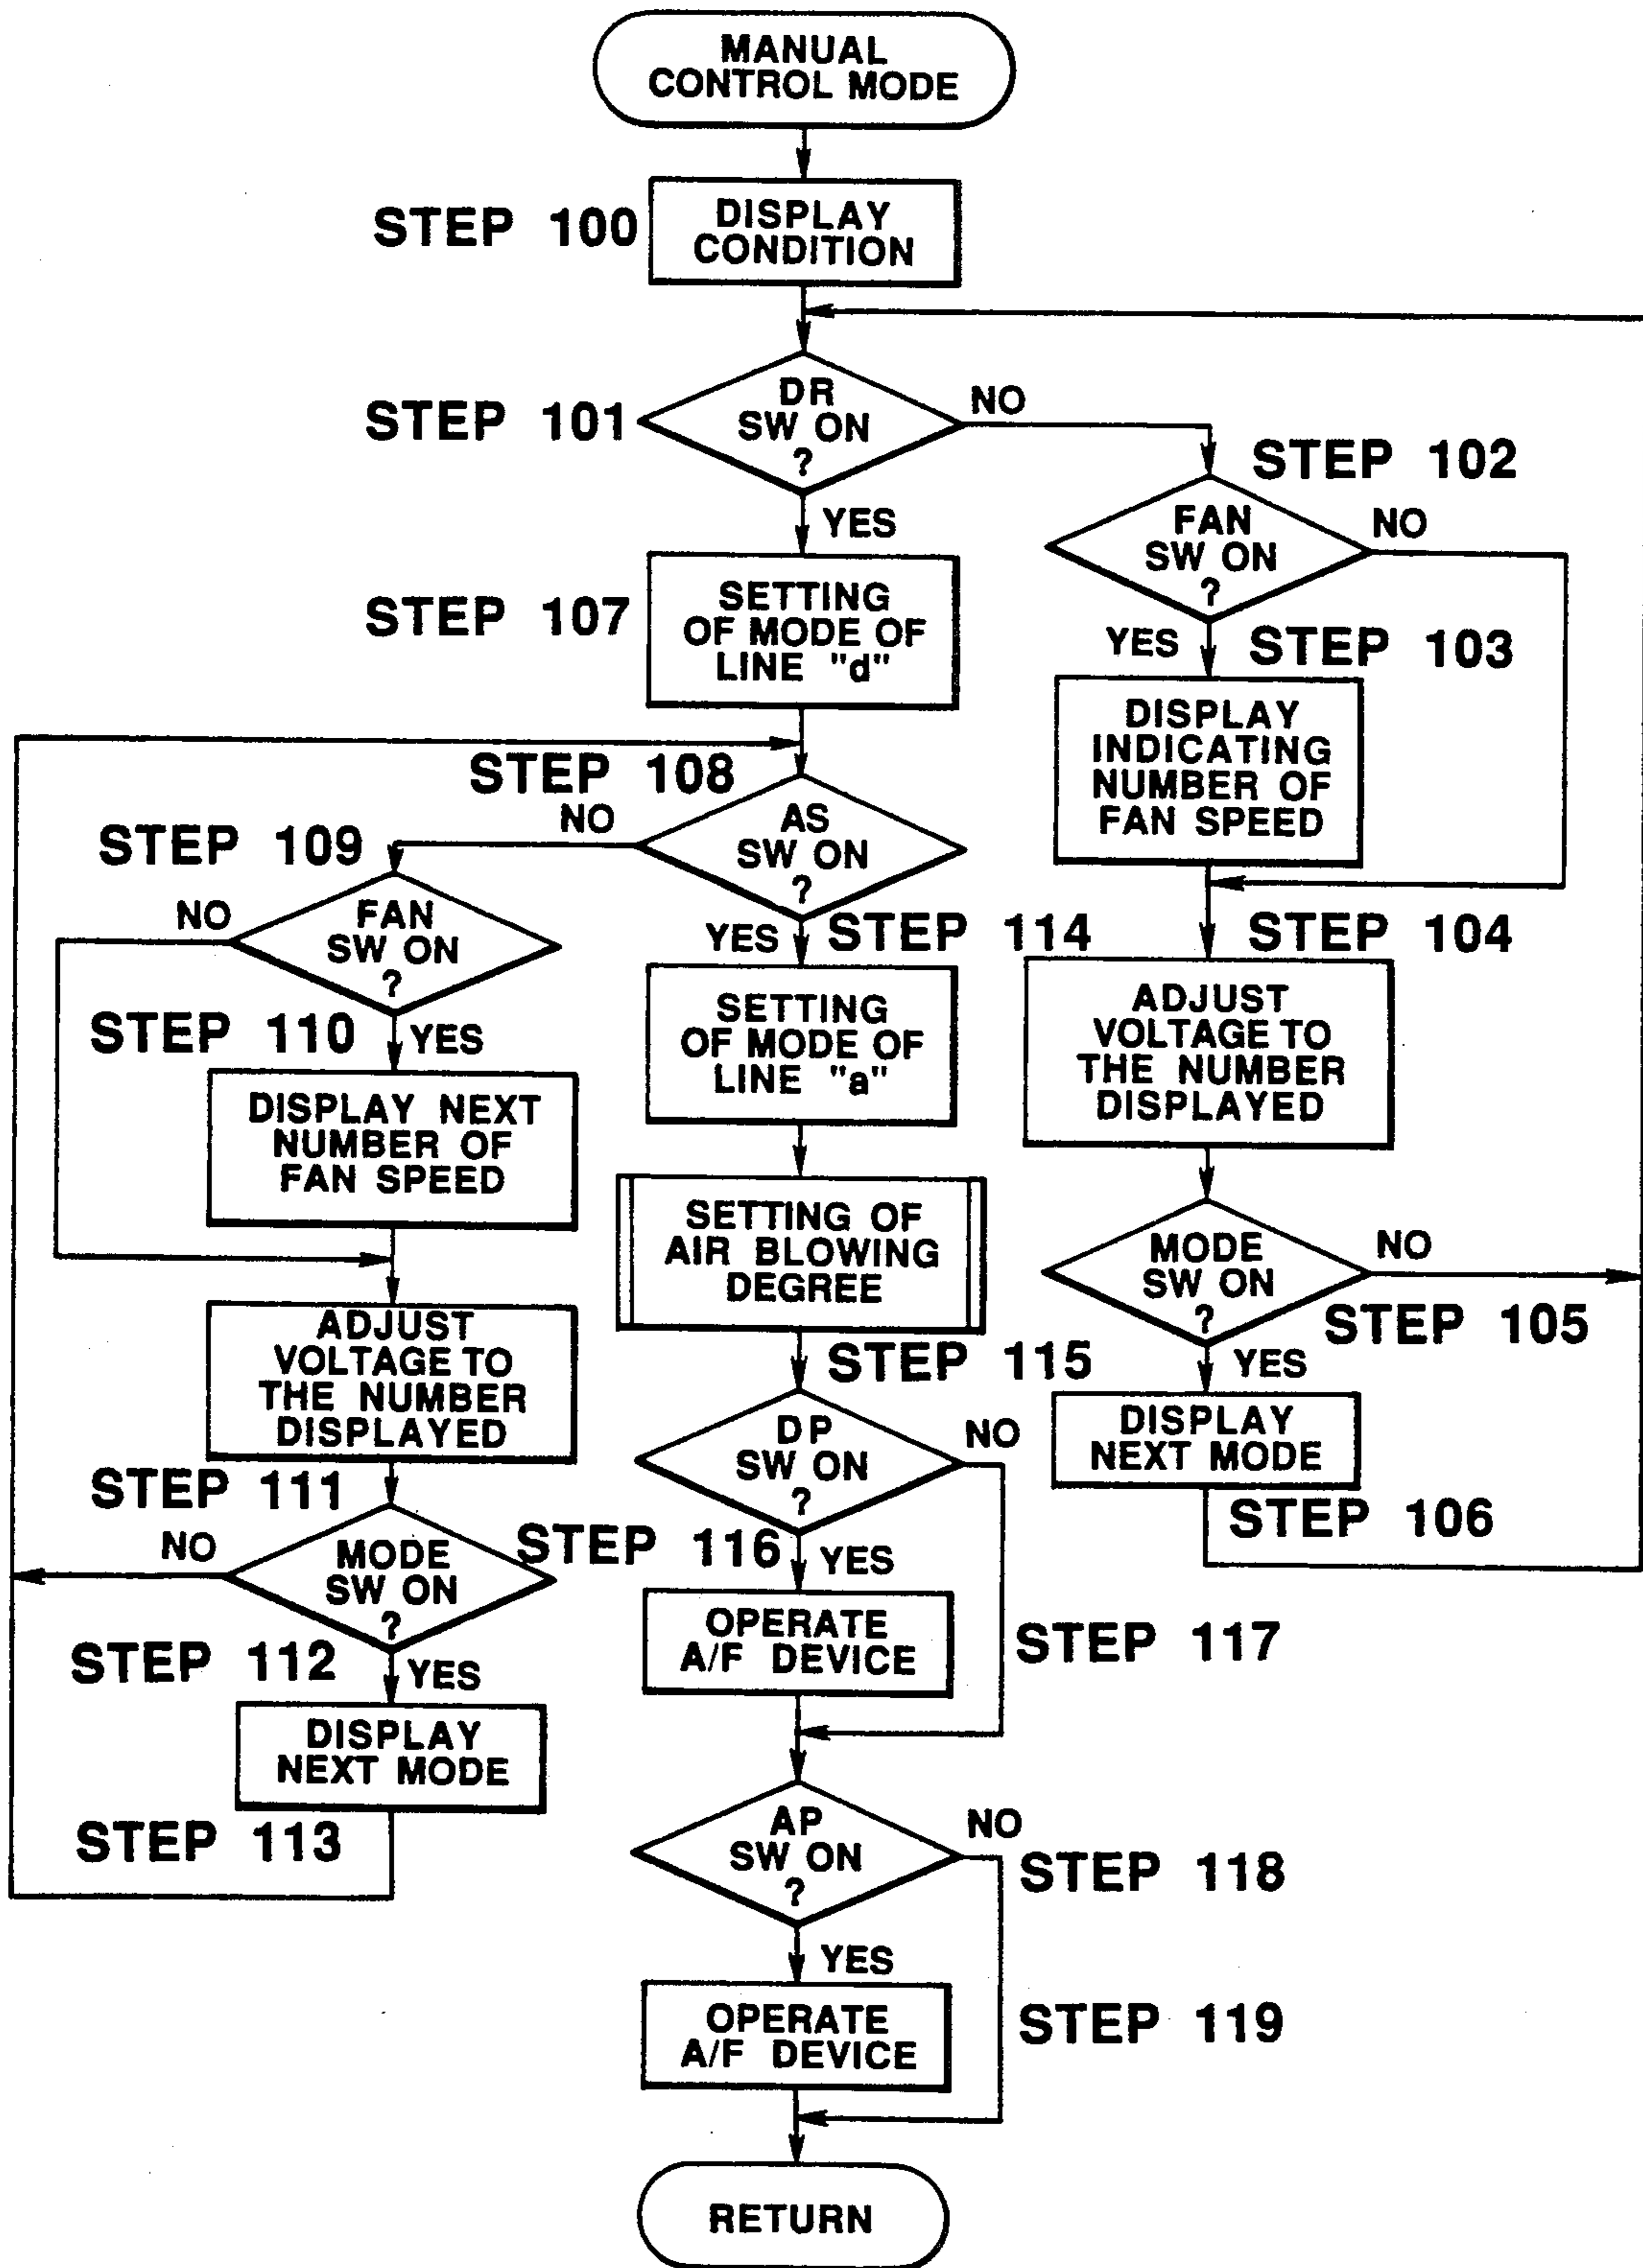 MANUAL
CONTROL MODE
STEP 100
DISPLAY
CONDITION
STEP 101
DR
SW ON
?
NO
YES
STEP 102
FAN
SW ON
?
NO
YES
STEP 103
DISPLAY
INDICATING
NUMBER OF
FAN SPEED
STEP 104
ADJUST
VOLTAGE TO
THE NUMBER
DISPLAYED
MODE
SW ON
?
NO
STEP 105
YES
DISPLAY
NEXT MODE
STEP 106
STEP 107
SETTING
OF MODE OF
LINE "d"
STEP 108
AS
SW ON
?
NO
STEP 109
FAN
SW ON
?
NO
STEP 110
YES
DISPLAY NEXT
NUMBER OF
FAN SPEED
ADJUST
VOLTAGE TO
THE NUMBER
DISPLAYED
STEP 111
MODE
SW ON
?
NO
STEP 112
YES
DISPLAY
NEXT MODE
STEP 113
YES
STEP 114
SETTING
OF MODE OF
LINE "a"
SETTING OF
AIR BLOWING
DEGREE
STEP 115
DP
SW ON
?
NO
STEP 116
YES
OPERATE
A/F DEVICE
STEP 117
AP
SW ON
?
NO
STEP 118
YES
OPERATE
A/F DEVICE
STEP 119
RETURN